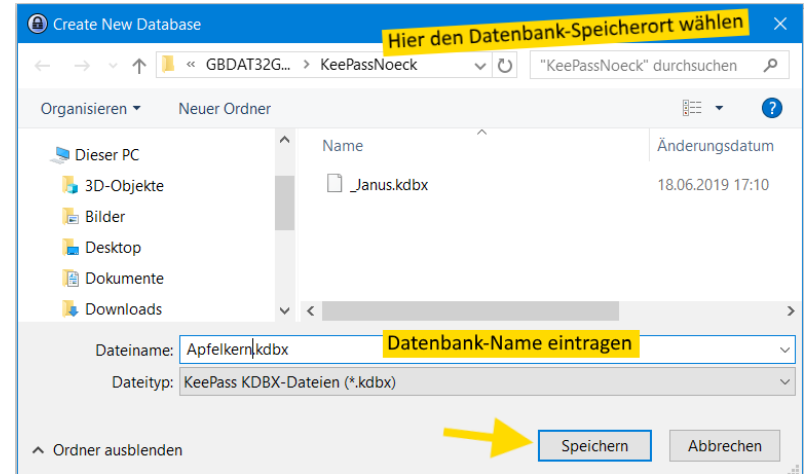 Create New Database
Hier den Datenbank-Speicherort wählen
« GBDAT32G... > KeePassNoeck
"KeePassNoeck" durchsuchen
Organisieren
Neuer Ordner
?
Dieser PC
3D-Objekte
Bilder
Desktop
Dokumente
Downloads
Name
Änderungsdatum
_Janus.kdbx
18.06.2019 17:10
Dateiname: Apfelkern.kdbx
Datenbank-Name eintragen
Dateityp: KeePass KDBX-Dateien (*.kdbx)
Ordner ausblenden
Speichern
Abbrechen